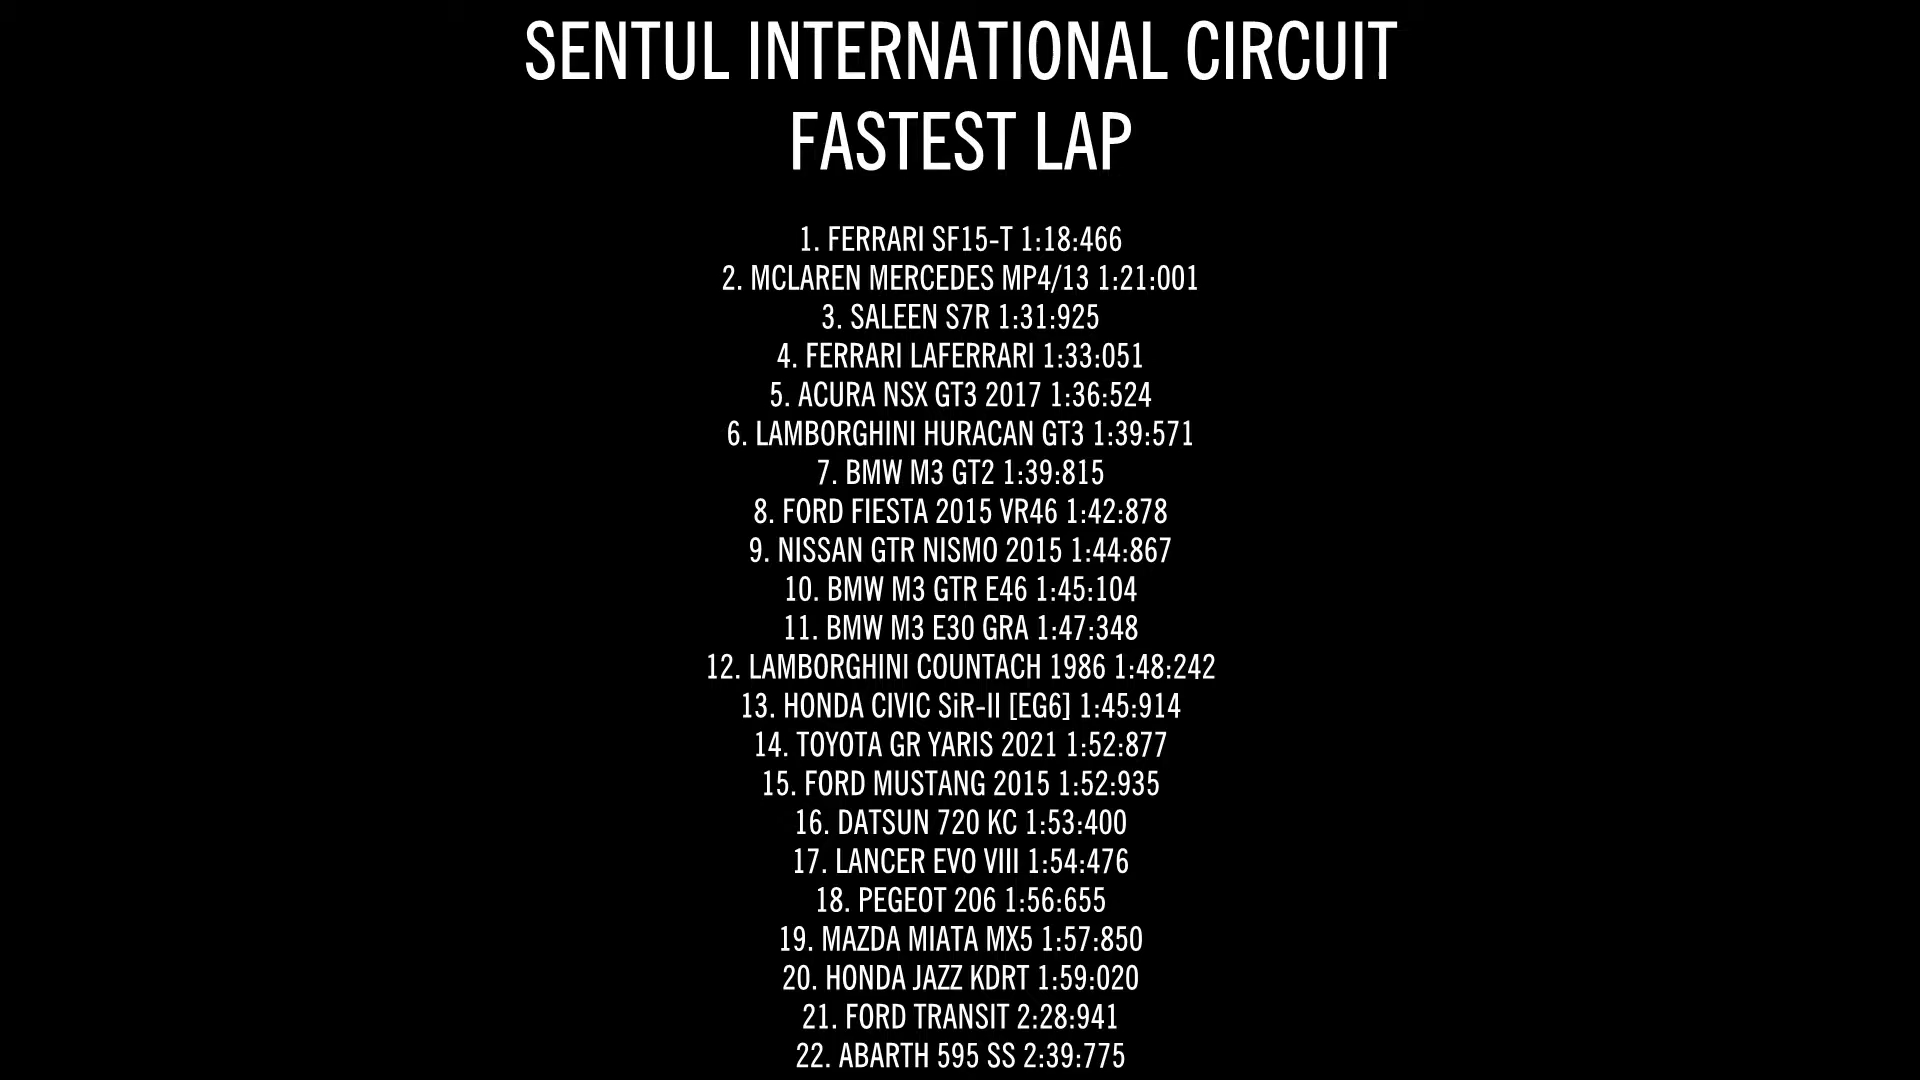 SENTUL INTERNATIONAL CIRCUIT
FASTEST LAP
1. FERRARI SF15-T 1:18:466
2. MCLAREN MERCEDES MP4/13 1:21:001
3. SALEEN S7R 1:31:925
4. FERRARI LAFERRARI 1:33:051
5. ACURA NSX GT3 2017 1:36:524
6. LAMBORGHINI HURACAN GT3 1:39:571
7. BMW M3 GT2 1:39:815
8. FORD FIESTA 2015 VR46 1:42:878
9. NISSAN GTR NISMO 2015 1:44:867
10. BMW M3 GTR E46 1:45:104
11. BMW M3 E30 GRA 1:47:348
12. LAMBORGHINI COUNTACH 1986 1:48:242
13. HONDA CIVIC SiR-II [EG6] 1:45:914
14. TOYOTA GR YARIS 2021 1:52:877
15. FORD MUSTANG 2015 1:52:935
16. DATSUN 720 KC 1:53:400
17. LANCER EVO VIII 1:54:476
18. PEGEOT 206 1:56:655
19. MAZDA MIATA MX5 1:57:850
20. HONDA JAZZ KDRT 1:59:020
21. FORD TRANSIT 2:28:941
22. ABARTH 595 SS 2:39:775